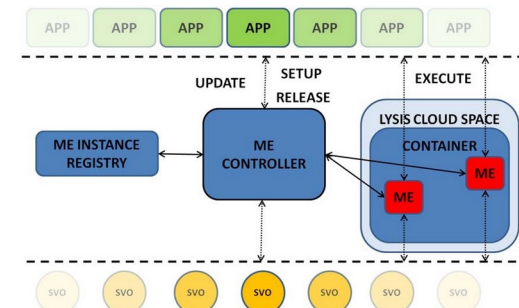 APP APP APP APP APP APP APP
UPDATE SETUP EXECUTE
RELEASE
LYSIS CLOUD SPACE
ME INSTANCE REGISTRY
ME CONTROLLER
CONTAINER
ME
ME
SVO SVO SVO SVO SVO SVO SVO